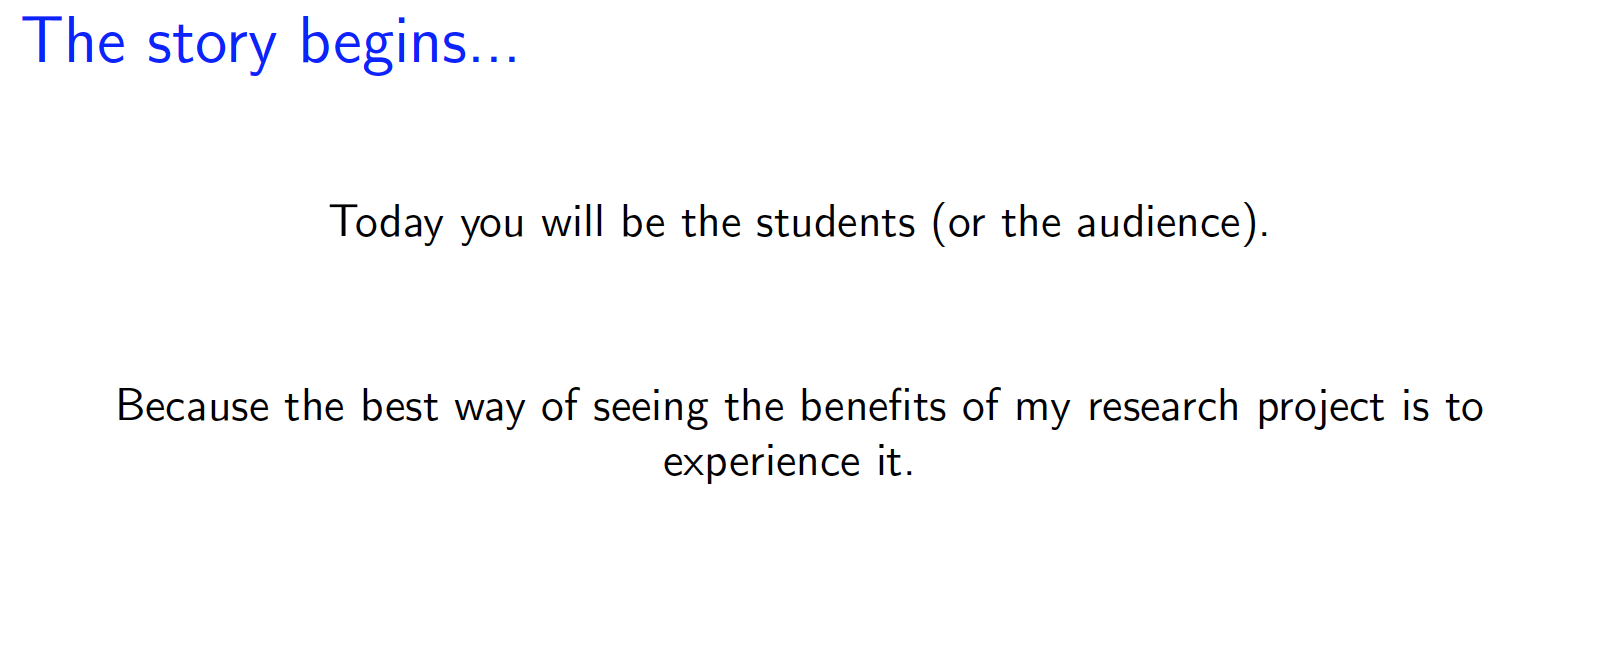 The story begins...
Today you will be the students (or the audience).
Because the best way of seeing the benefits of my research project is to
experience it.